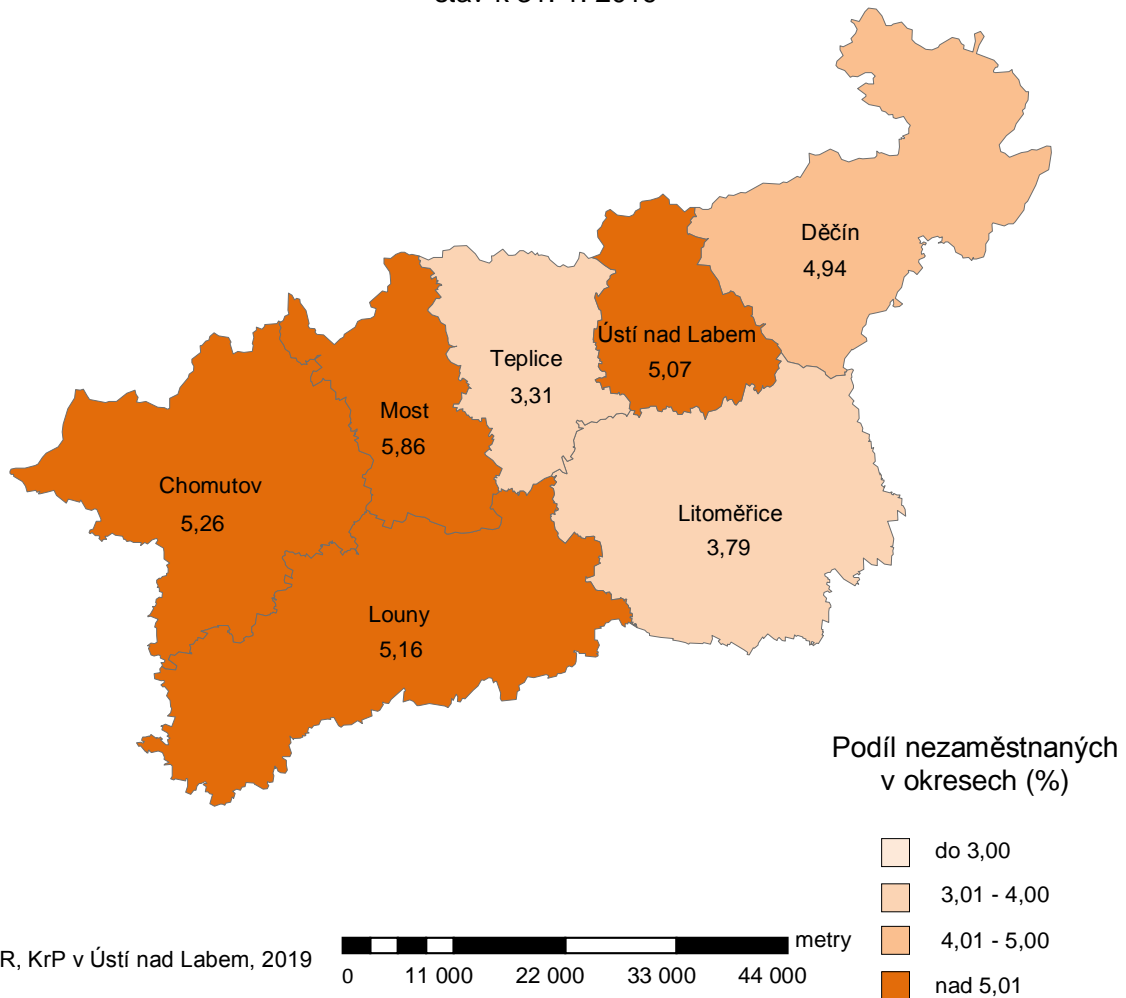 Děčín
4,94
Ústí nad Labem
5,07
Teplice
3,31
Most
5,86
Chomutov
5,26
Litoměřice
3,79
Louny
5,16
Podíl nezaměstnaných
v okresech (%)
do 3,00
3,01 - 4,00
4,01 - 5,00
nad 5,01
R, KrP v Ústí nad Labem, 2019
metry
0 11 000 22 000 33 000 44 000